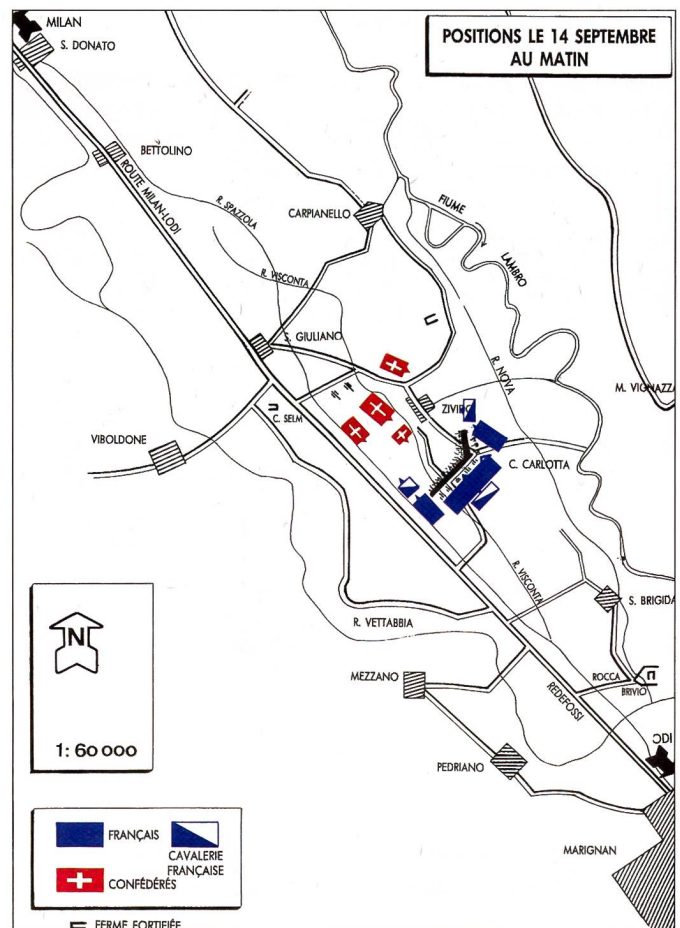 POSITIONS LE 14 SEPTEMBRE
AU MATIN
MILAN
S. DONATO
BETTOLINO
ROUTE MILAN-LODI
R. SPAZZOLA
CARPIANELLO
FIUME
LAMBRO
R. VISCONTA
S. GIULIANO
R. NOVA
M. VIGNAZZA
ZIVIDO
C. SELM
VIBOLDONE
C. CARLOTTA
R. VISCONTA
S. BRIGIDA
R. VETTABBIA
N
MEZZANO
ROCCA
BRIVIO
REDEFOSSI
1: 60 000
PEDRIANO
MARIGNAN
FRANÇAIS
CAVALERIE
FRANÇAISE
CONFÉDÉRÉS
FERME FORTIFIÉE